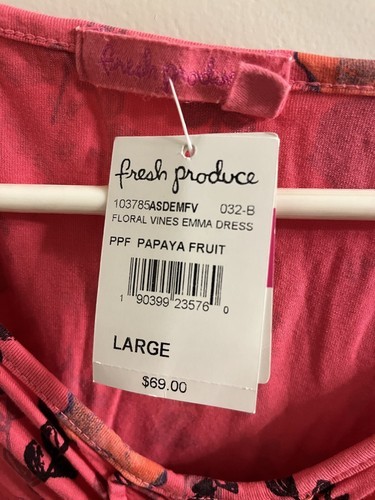 fresh produce
fresh produce
103785ASDEMFV 032-B
FLORAL VINES EMMA DRESS
PPF PAPAYA FRUIT
1 90399 23576 0
LARGE
$69.00